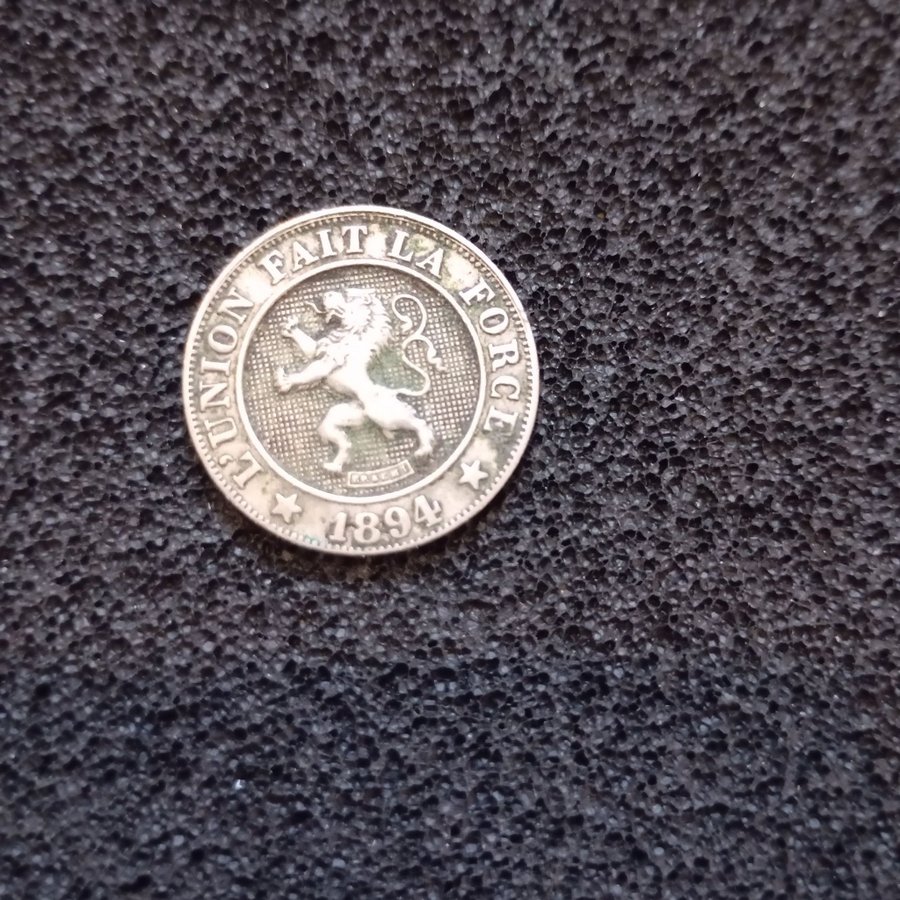 L'UNION FAIT LA FORCE
1894